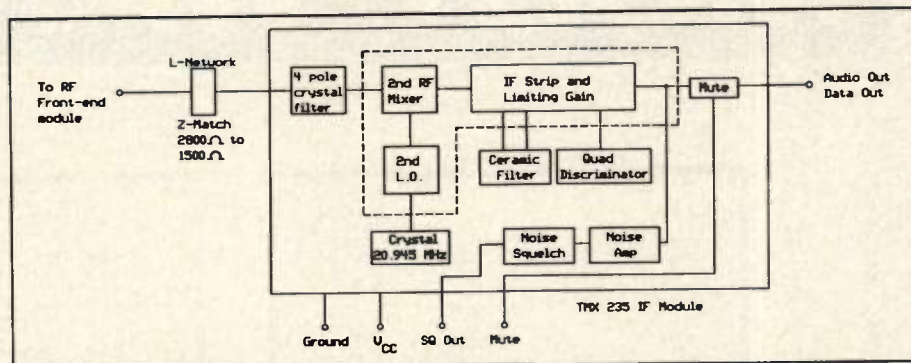 L-Network
To RF
Front-end
module
Z-Match
2800Ω to
1500Ω
4 pole
crystal
filter
2nd RF
Mixer
IF Strip and
Limiting Gain
Mute
Audio Out
Data Out
2nd
L.O.
Ceramic
Filter
Quad
Discriminator
Crystal
20.945 MHz
Noise
Squelch
Noise
Amp
TMX 235 IF Module
Ground
VCC
SQ Out
Mute